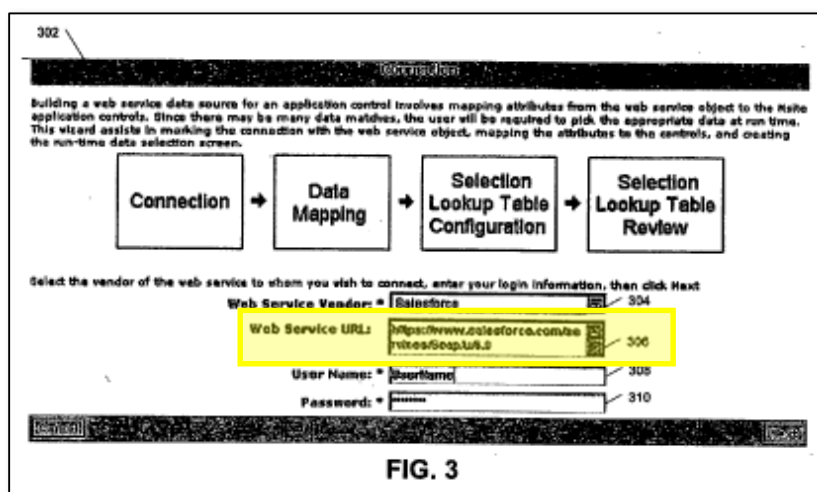 302
Connection
Building a web service data source for an application control involves mapping attributes from the web service object to the Nsite
application controls. Since there may be many data matches, the user will be required to pick the appropriate data at run time.
This wizard assists in marking the connection with the web service object, mapping the attributes to the controls, and creating
the run-time data selection screen.
Connection
Data Mapping
Selection Lookup Table Configuration
Selection Lookup Table Review
Select the vendor of the web service to whom you wish to connect, enter your login information, then click Next
Web Service Vendor: * Salesforce 304
Web Service URL: https://www.salesforce.com/se
rvices/Soap/u/6.0 306
User Name: * UserName 308
Password: * •••••••• 310
Cancel
FIG. 3